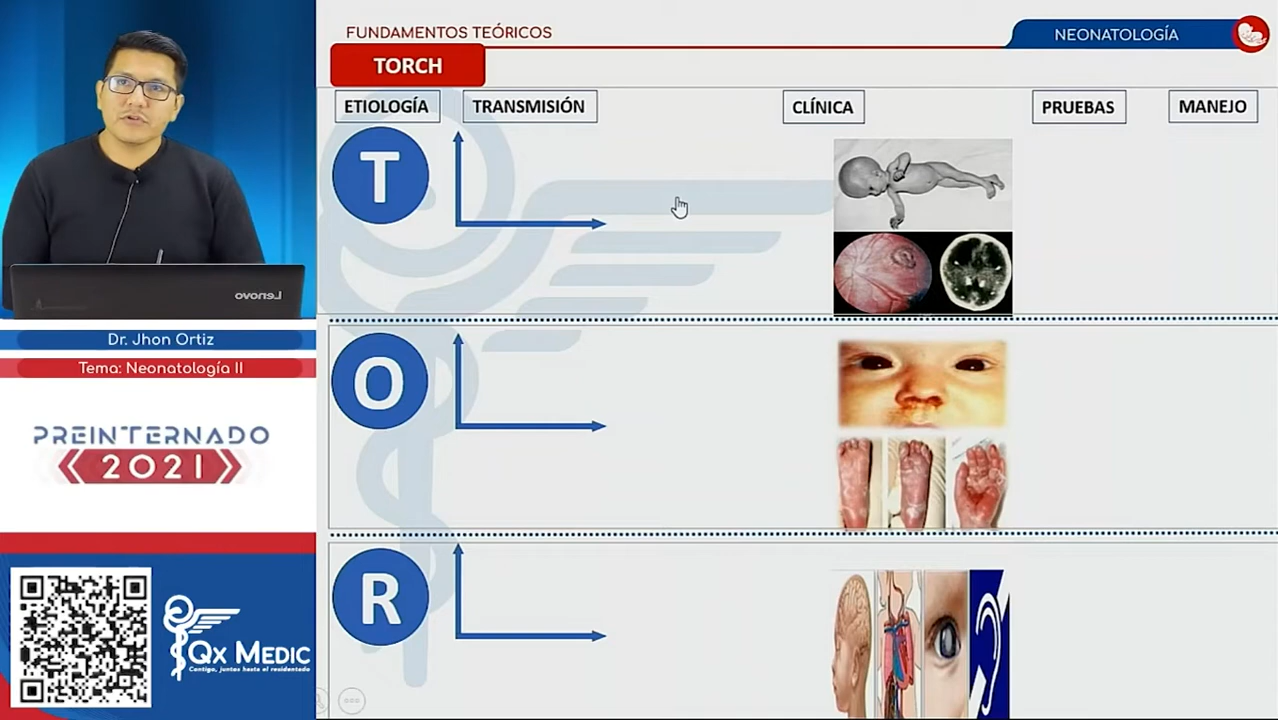 FUNDAMENTOS TEÓRICOS
NEONATOLOGÍA
TORCH
ETIOLOGÍA
TRANSMISIÓN
CLÍNICA
PRUEBAS
MANEJO
T
O
R
Lenovo
Dr. Jhon Ortiz
Tema: Neonatología II
PREINTERNADO
2021
QX MEDIC
Contigo, juntos hasta el residentado